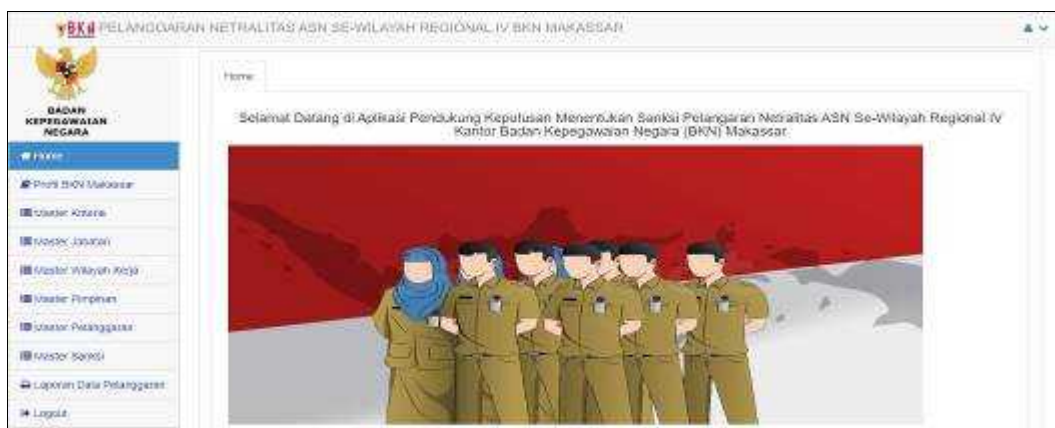 BKN PELANGGARAN NETRALITAS ASN SE-WILAYAH REGIONAL IV BKN MAKASSAR
BADAN
KEPEGAWAIAN
NEGARA
Home
Selamat Datang di Aplikasi Pendukung Keputusan Menentukan Sanksi Pelangaran Netralitas ASN Se-Wilayah Regional IV
Kantor Badan Kepegawaian Negara (BKN) Makassar
Home
Profil BKN Makassar
Master Kriteria
Master Jabatan
Master Wilayah Kerja
Master Pimpinan
Master Pelanggaran
Master Sanksi
Laporan Data Pelanggaran
Logout